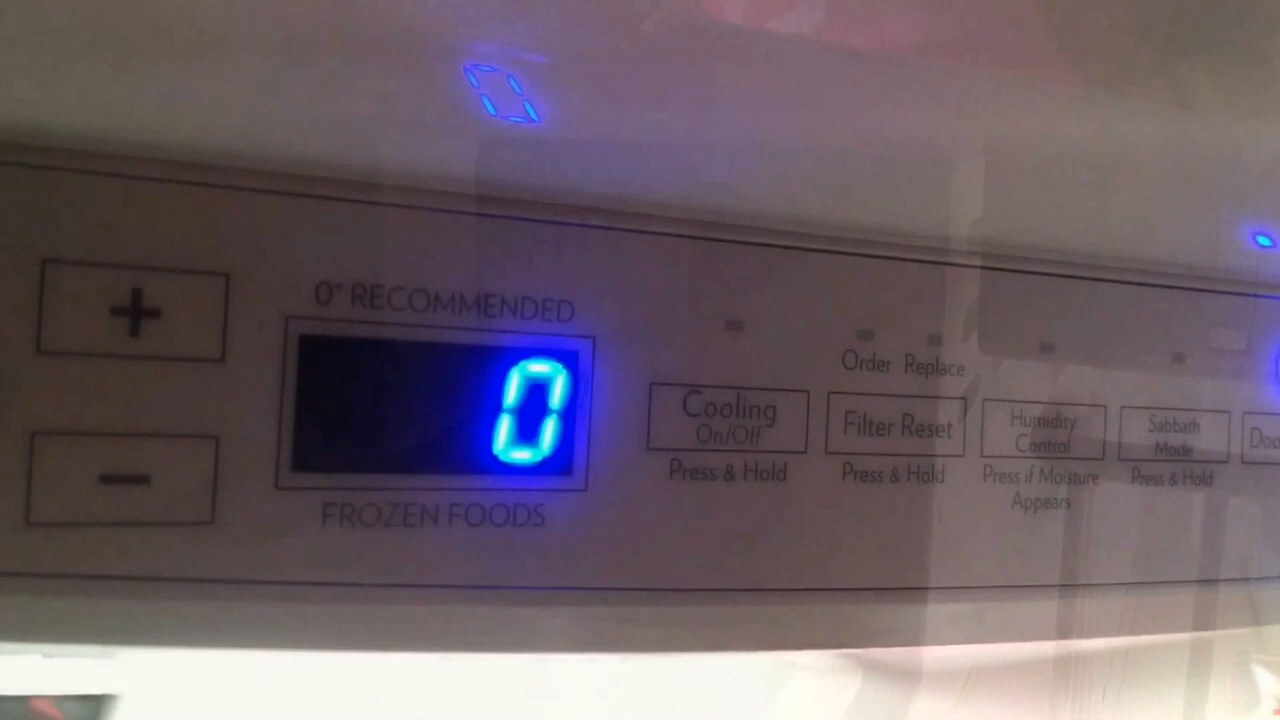 +
0° RECOMMENDED
0
−
FROZEN FOODS
Order Replace
Cooling
On/Off
Press & Hold
Filter Reset
Press & Hold
Humidity
Control
Press if Moisture
Appears
Sabbath
Mode
Press & Hold